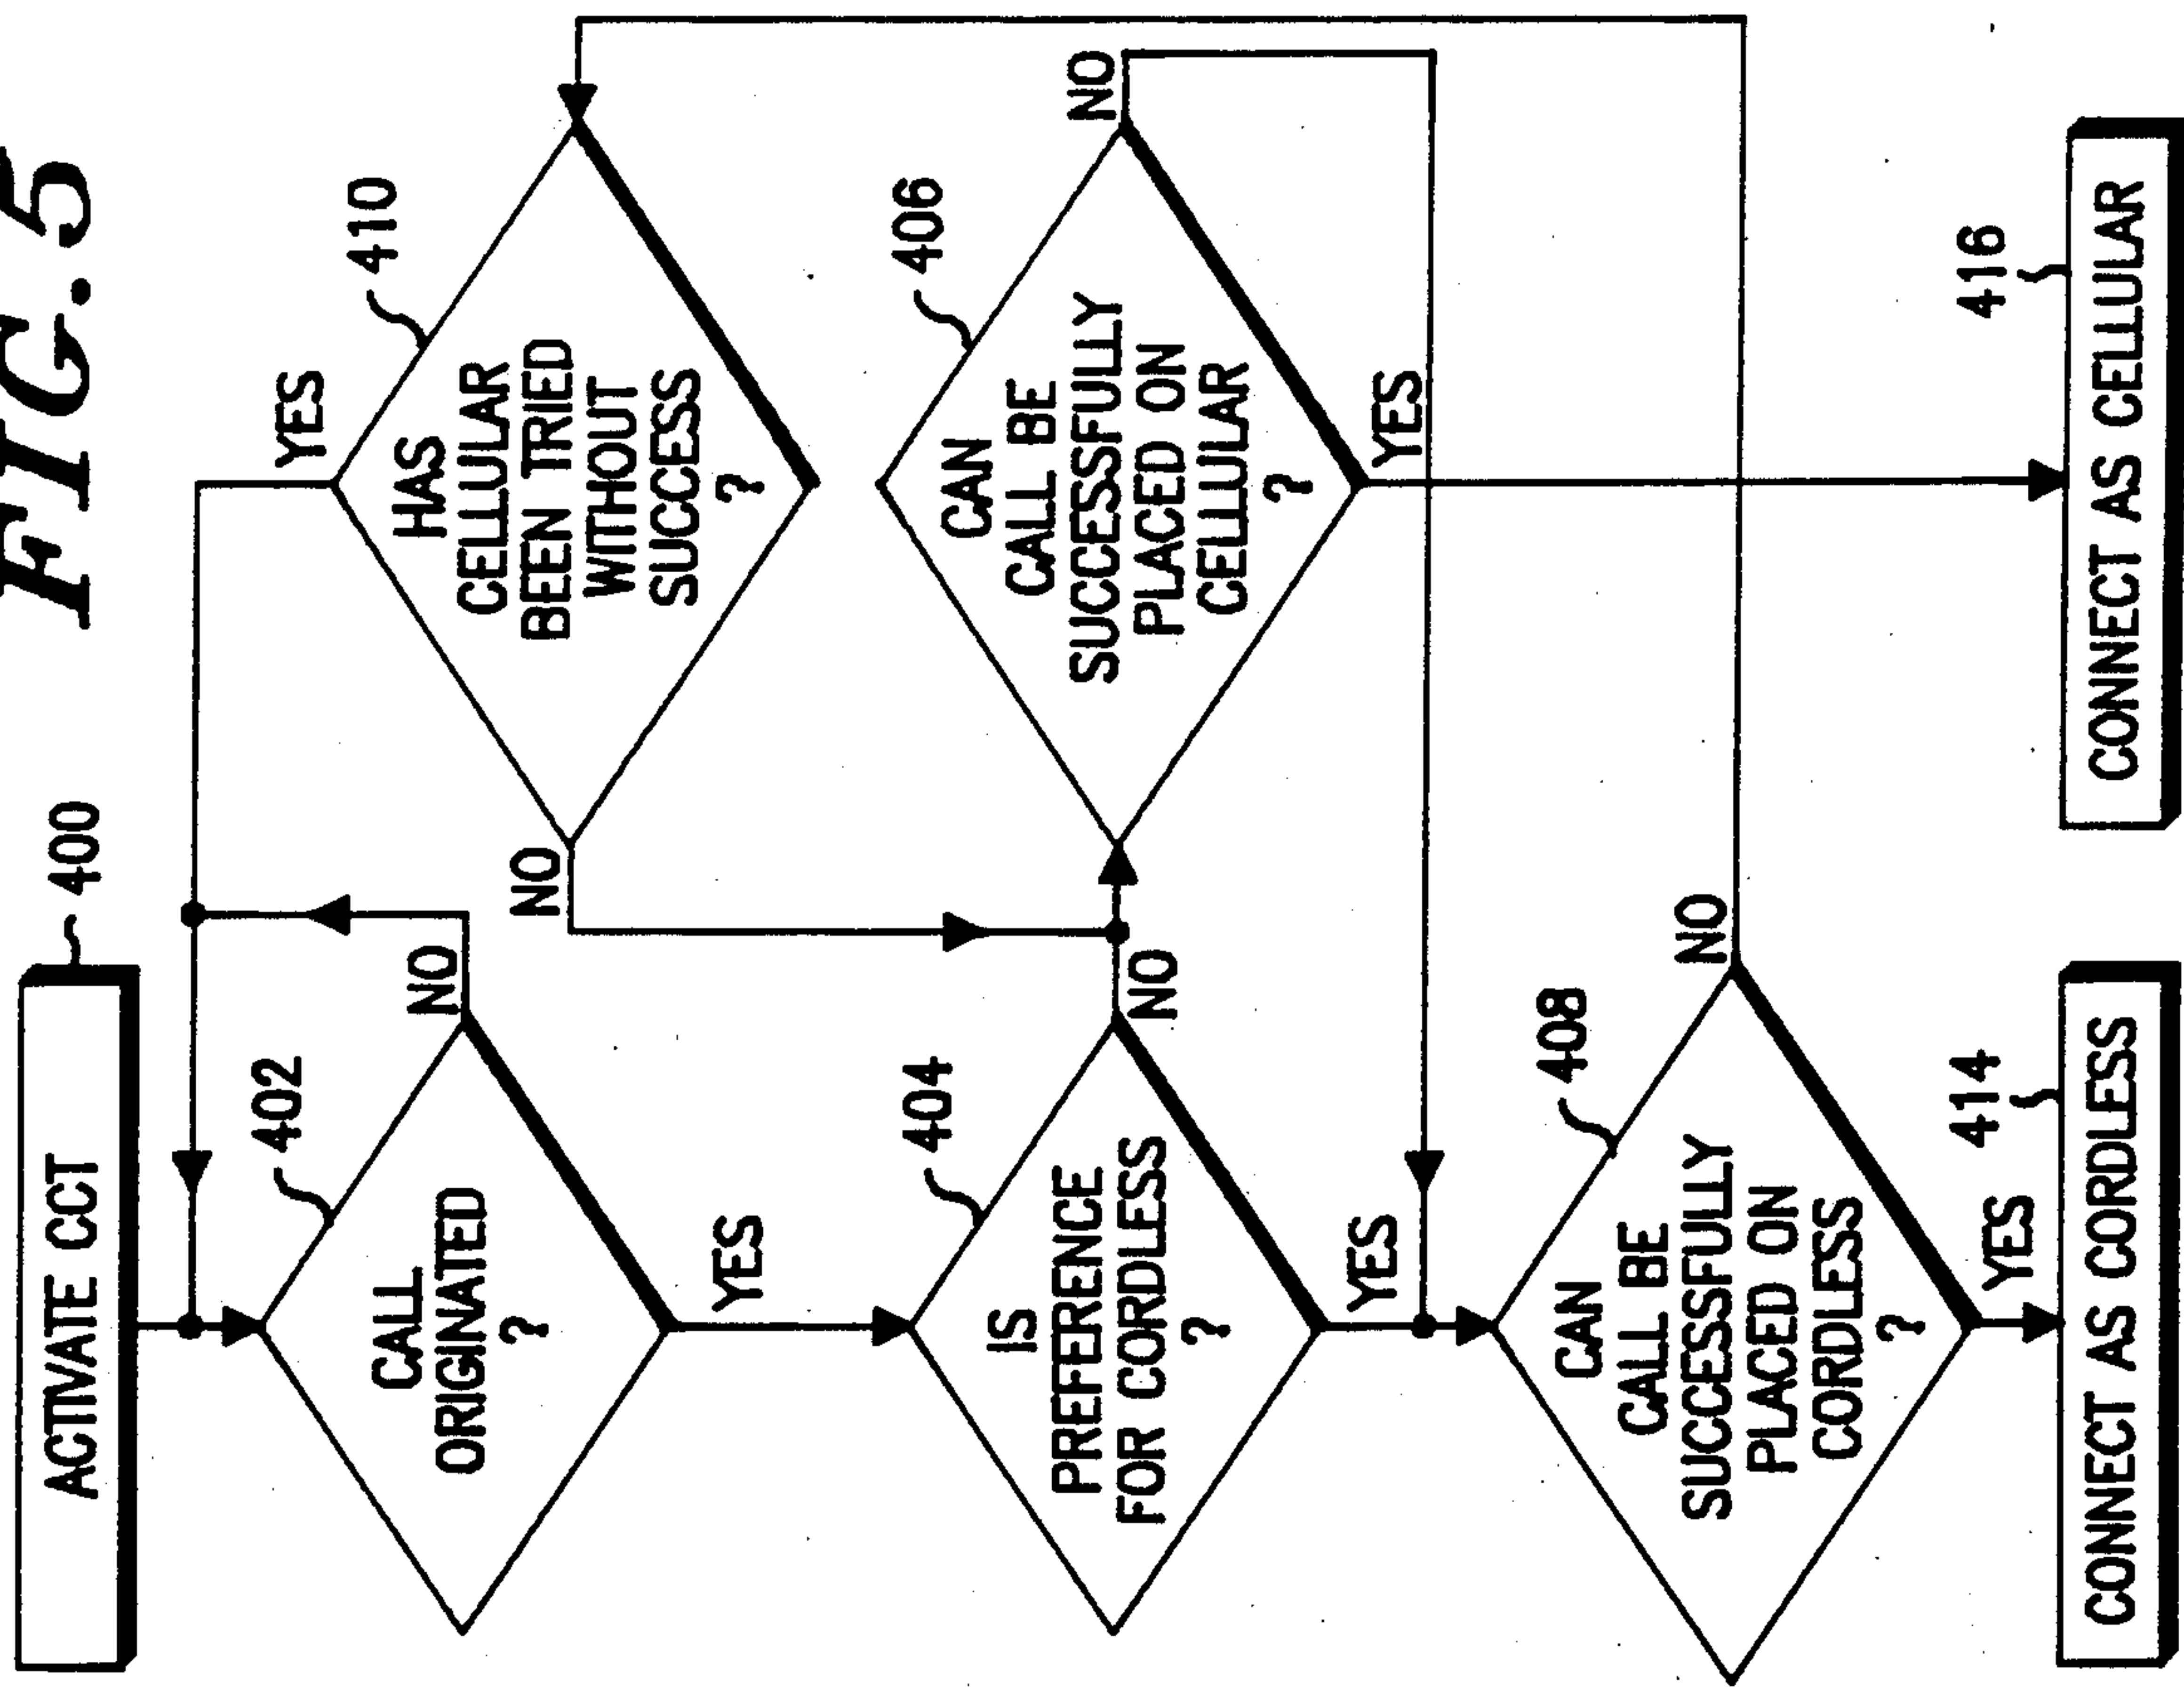 FIG. 5
ACTIVATE CCT
400
402
CALL
ORIGINATED
?
NO
YES
404
IS
PREFERENCE
FOR CORDLESS
?
NO
YES
408
CAN
CALL BE
SUCCESSFULLY
PLACED ON
CORDLESS
?
NO
YES
414
CONNECT AS CORDLESS
YES
410
HAS
CELLULAR
BEEN TRIED
WITHOUT
SUCCESS
?
NO
406
CAN
CALL BE
SUCCESSFULLY
PLACED ON
CELLULAR
?
NO
YES
416
CONNECT AS CELLULAR